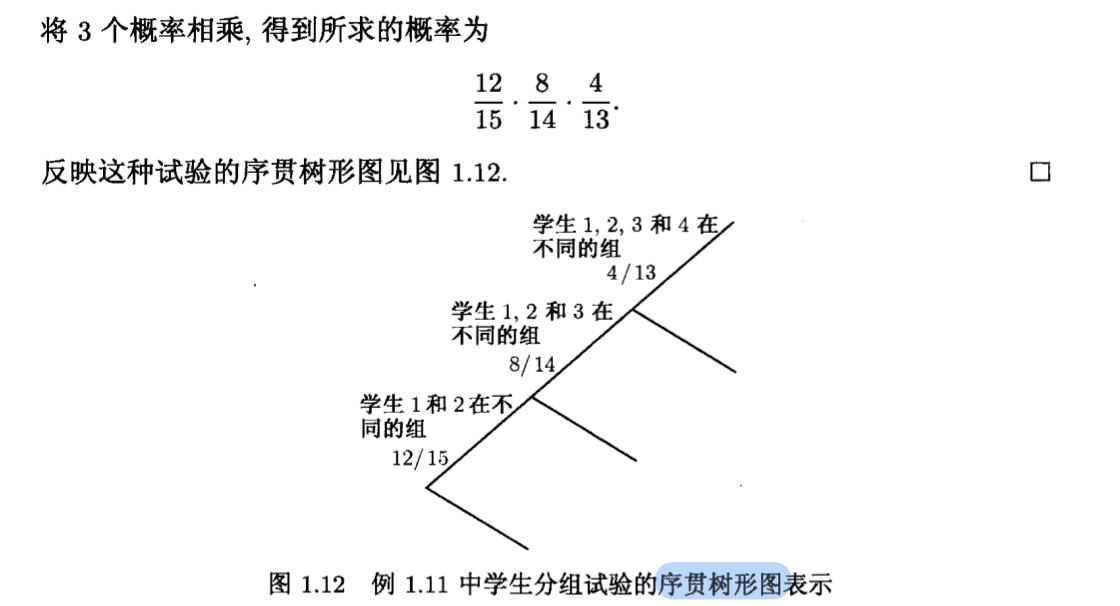 将 3 个概率相乘, 得到所求的概率为
12/15 · 8/14 · 4/13.
反映这种试验的序贯树形图见图 1.12. □
学生 1, 2, 3 和 4 在
不同的组
4/13
学生 1, 2 和 3 在
不同的组
8/14
学生 1 和 2 在不
同的组
12/15
图 1.12 例 1.11 中学生分组试验的序贯树形图表示